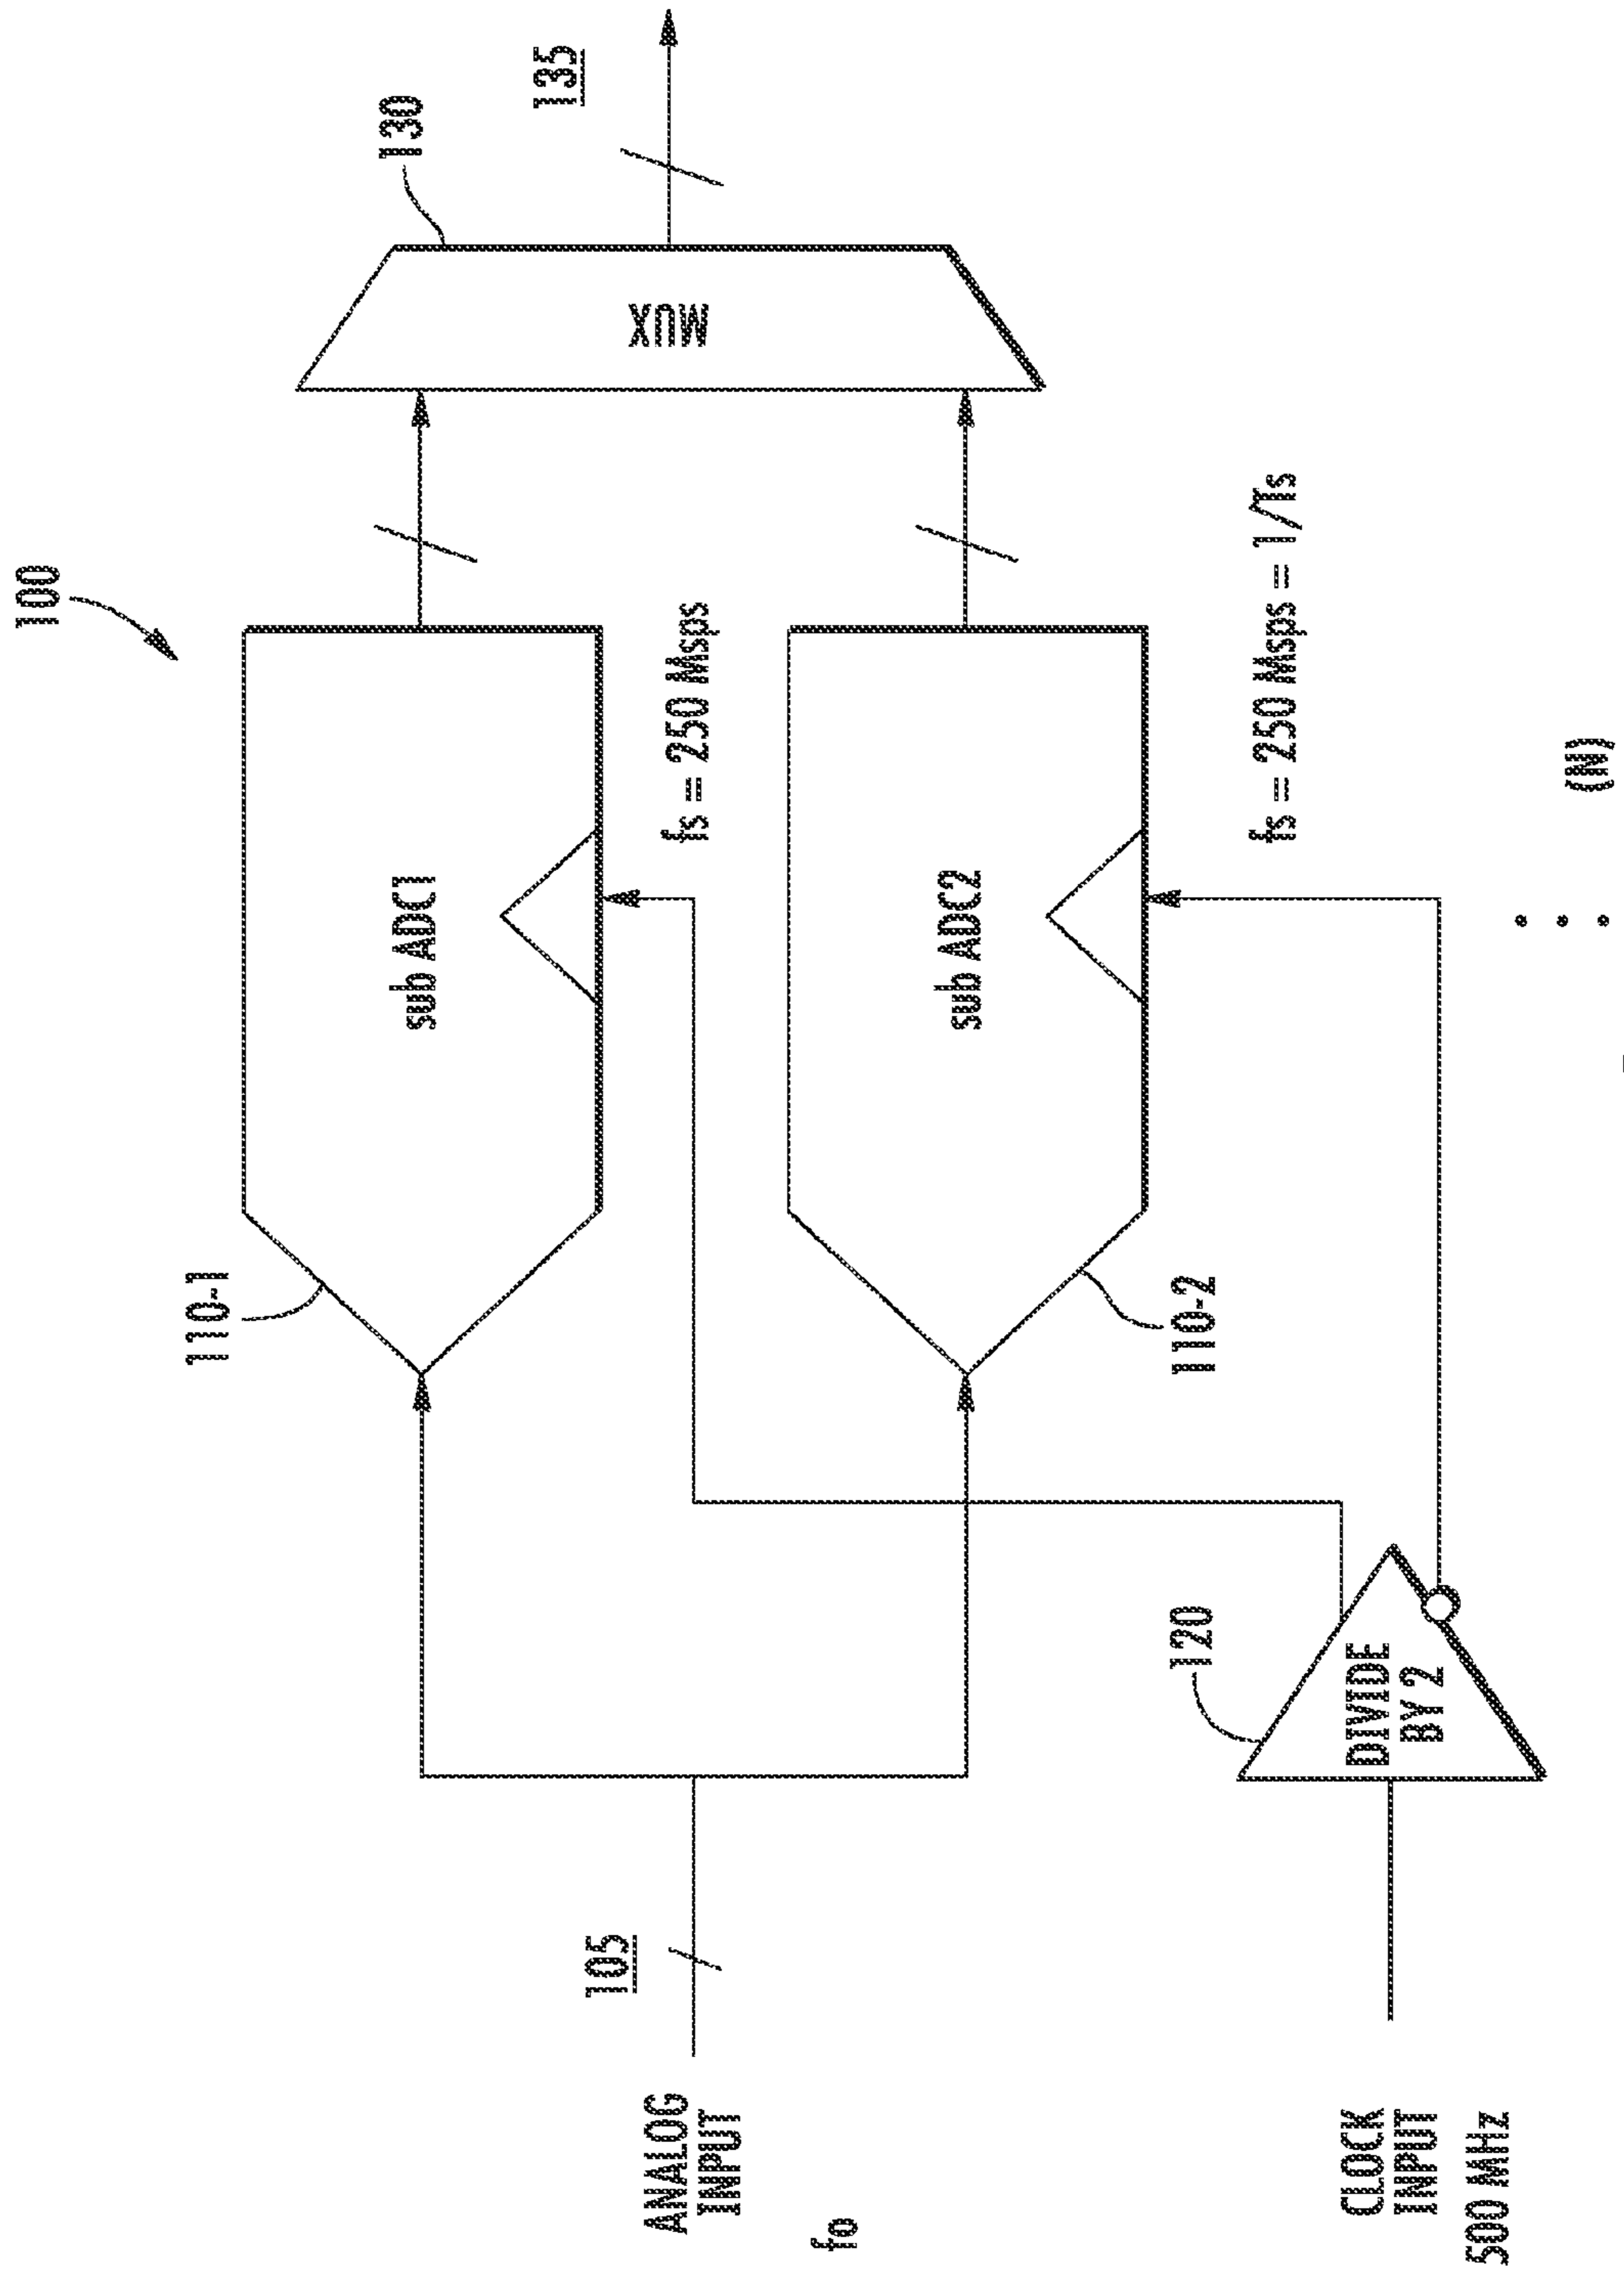 100
110-1
sub ADC1
fs = 250 Msps
130
MUX
135
105
ANALOG
INPUT
fo
sub ADC2
110-2
fs = 250 Msps = 1/Ts
120
DIVIDE
BY 2
CLOCK
INPUT
500 MHz
(N)